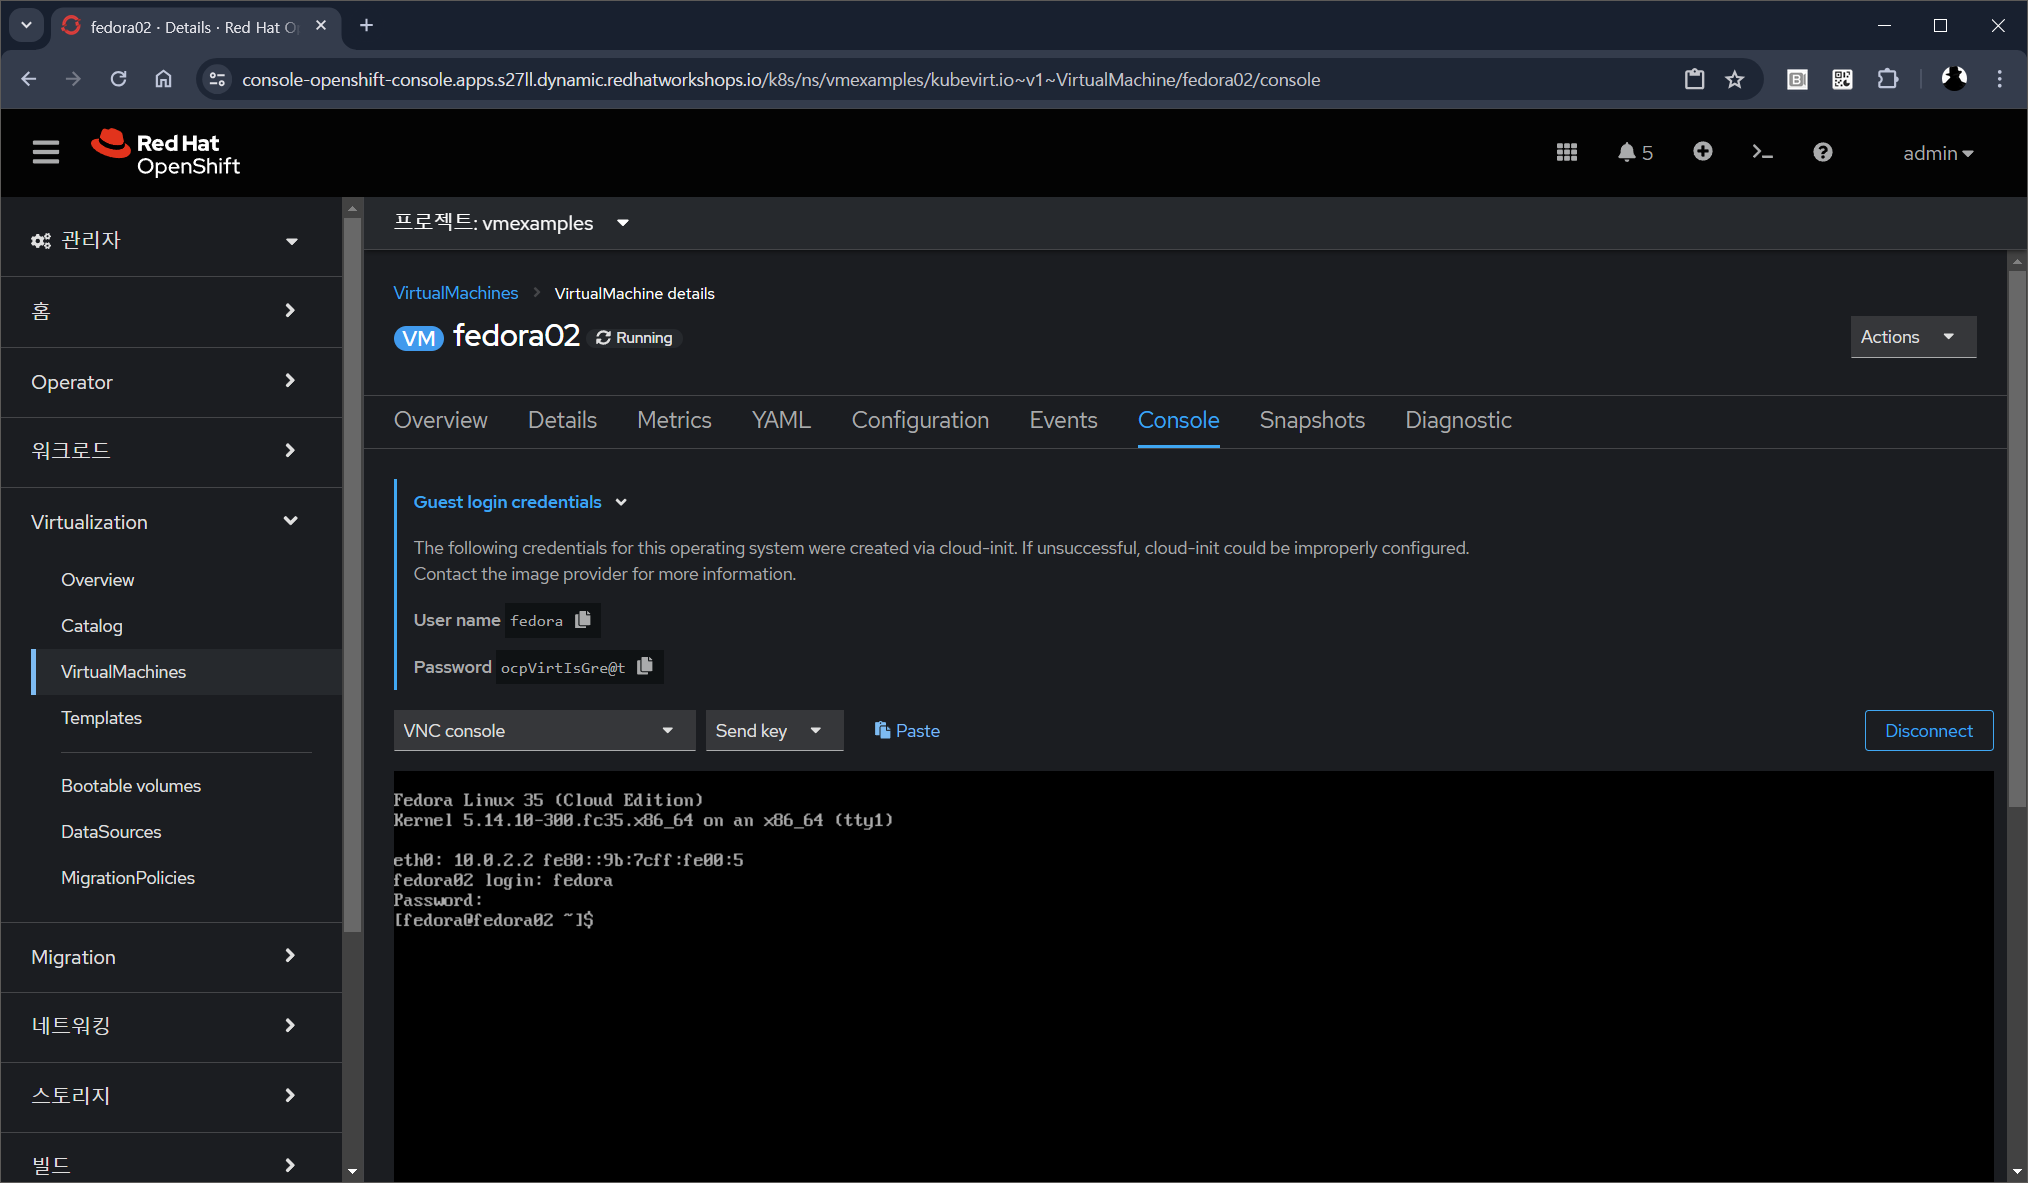 fedora02 · Details · Red Hat O
console-openshift-console.apps.s27ll.dynamic.redhatworkshops.io/k8s/ns/vmexamples/kubevirt.io~v1~VirtualMachine/fedora02/console
Red Hat
OpenShift
5
admin
관리자
홈
Operator
워크로드
Virtualization
Overview
Catalog
VirtualMachines
Templates
Bootable volumes
DataSources
MigrationPolicies
Migration
네트워킹
스토리지
빌드
프로젝트: vmexamples
VirtualMachines VirtualMachine details
VM fedora02 Running
Actions
Overview Details Metrics YAML Configuration Events Console Snapshots Diagnostic
Guest login credentials
The following credentials for this operating system were created via cloud-init. If unsuccessful, cloud-init could be improperly configured.
Contact the image provider for more information.
User name fedora
Password ocpVirtIsGre@t
VNC console Send key Paste Disconnect
Fedora Linux 35 (Cloud Edition)
Kernel 5.14.10-300.fc35.x86_64 on an x86_64 (tty1)
eth0: 10.0.2.2 fe80::9b:7cff:fe00:5
fedora02 login: fedora
Password:
[fedora@fedora02 ~]$